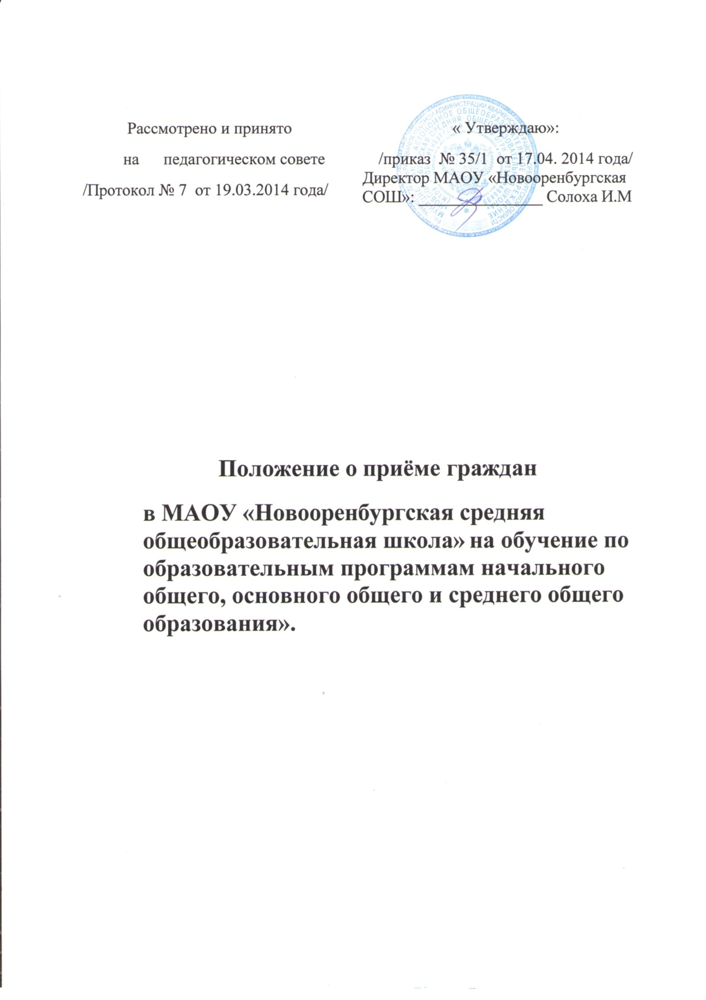 Рассмотрено и принято
на педагогическом совете
/Протокол № 7 от 19.03.2014 года/
« Утверждаю»:
/приказ № 35/1 от 17.04. 2014 года/
Директор МАОУ «Новооренбургская
СОШ»: _______________ Солоха И.М
Положение о приёме граждан
в МАОУ «Новооренбургская средняя
общеобразовательная школа» на обучение по
образовательным программам начального
общего, основного общего и среднего общего
образования».